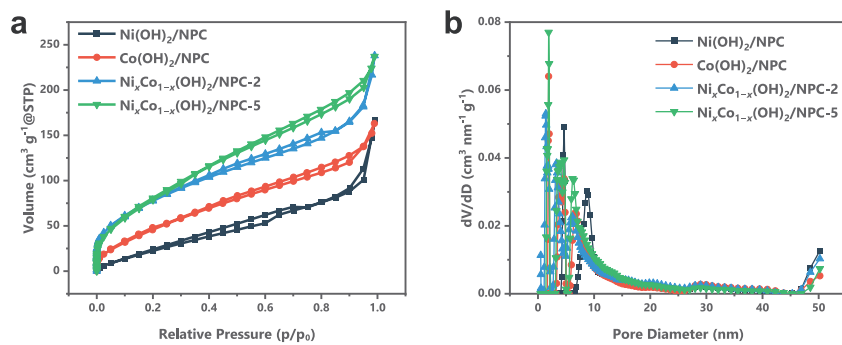 a
Ni(OH)₂/NPC
Co(OH)₂/NPC
NiₓCo₁₋ₓ(OH)₂/NPC-2
NiₓCo₁₋ₓ(OH)₂/NPC-5
250
200
150
100
50
0
Volume (cm³ g⁻¹@STP)
0.0 0.2 0.4 0.6 0.8 1.0
Relative Pressure (p/p₀)
b
Ni(OH)₂/NPC
Co(OH)₂/NPC
NiₓCo₁₋ₓ(OH)₂/NPC-2
NiₓCo₁₋ₓ(OH)₂/NPC-5
0.08
0.06
0.04
0.02
0.00
dV/dD (cm³ nm⁻¹ g⁻¹)
0 10 20 30 40 50
Pore Diameter (nm)